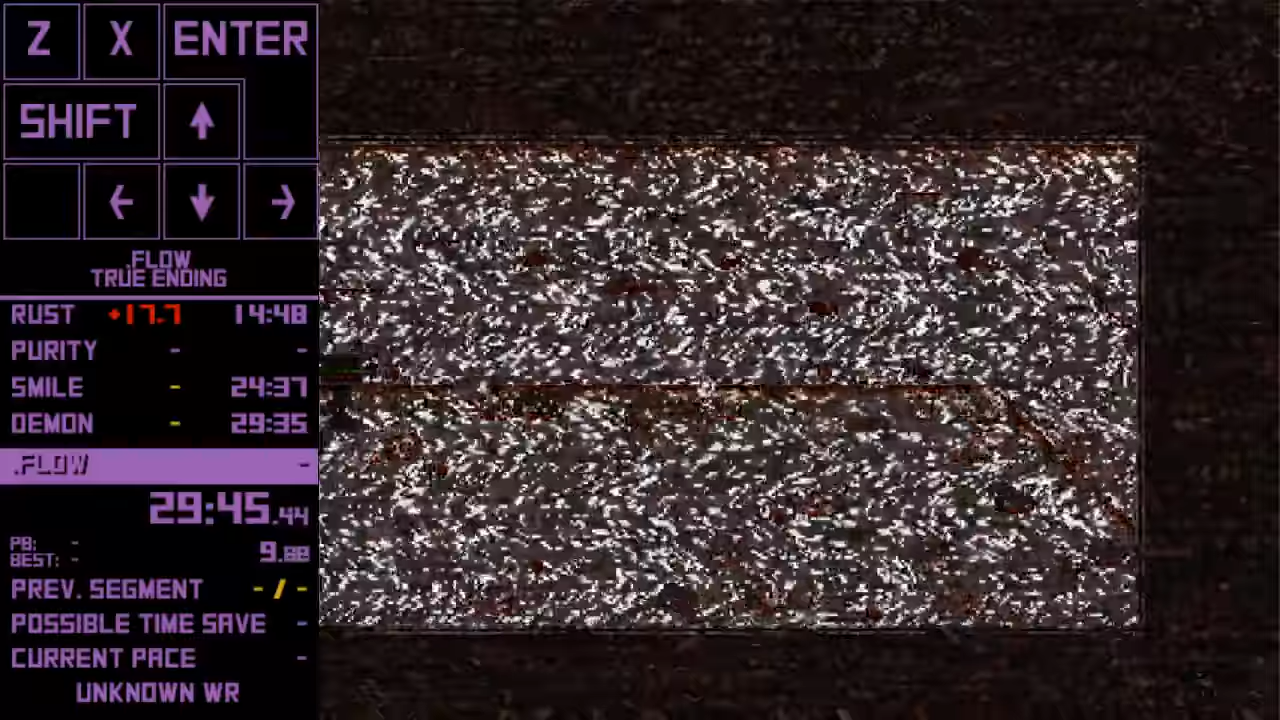 Z X ENTER
SHIFT ↑
← ↓ →
.FLOW
TRUE ENDING
RUST +17.7 14:48
PURITY - -
SMILE - 24:37
DEMON - 29:35
.FLOW -
29:45.44
PB: -
BEST: - 9.88
PREV. SEGMENT - / -
POSSIBLE TIME SAVE -
CURRENT PACE -
UNKNOWN WR